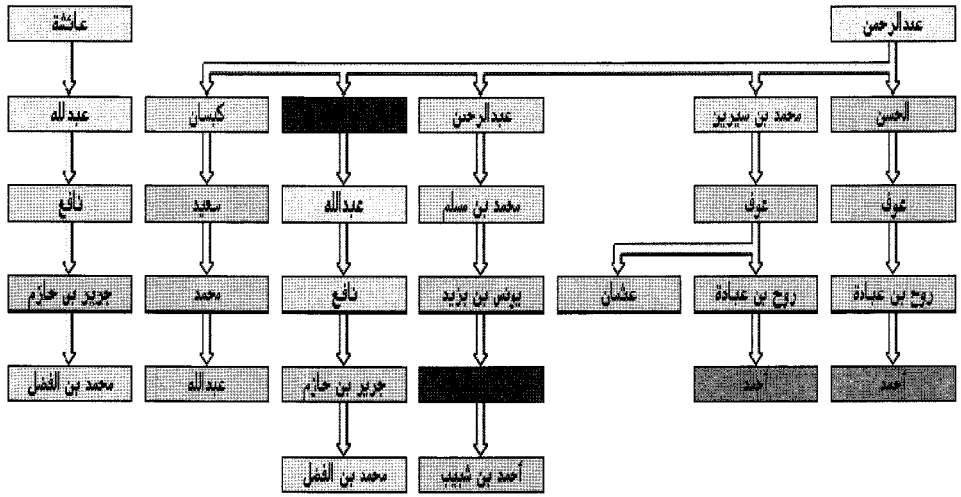 عبدالرحمن
عائشة
الحسن
محمد بن سيرين
عبدالرحمن
كيسان
عبدالله
عوف
عوف
محمد بن مسلم
عبدالله
سعيد
نافع
روح بن عبادة
روح بن عبادة
عثمان
يونس بن يزيد
نافع
محمد
جرير بن حازم
أحمد
أحمد
جرير بن حازم
عبدالله
محمد بن الفضل
أحمد بن شبيب
محمد بن الفضل